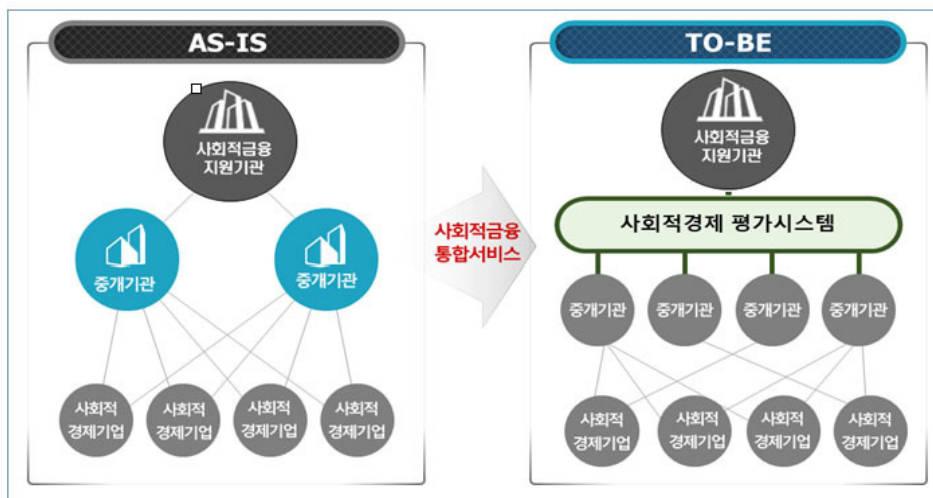 AS-IS
사회적금융
지원기관
중개기관
중개기관
사회적
경제기업
사회적
경제기업
사회적
경제기업
사회적
경제기업
사회적금융
통합서비스
TO-BE
사회적금융
지원기관
사회적경제 평가시스템
중개기관
중개기관
중개기관
중개기관
사회적
경제기업
사회적
경제기업
사회적
경제기업
사회적
경제기업